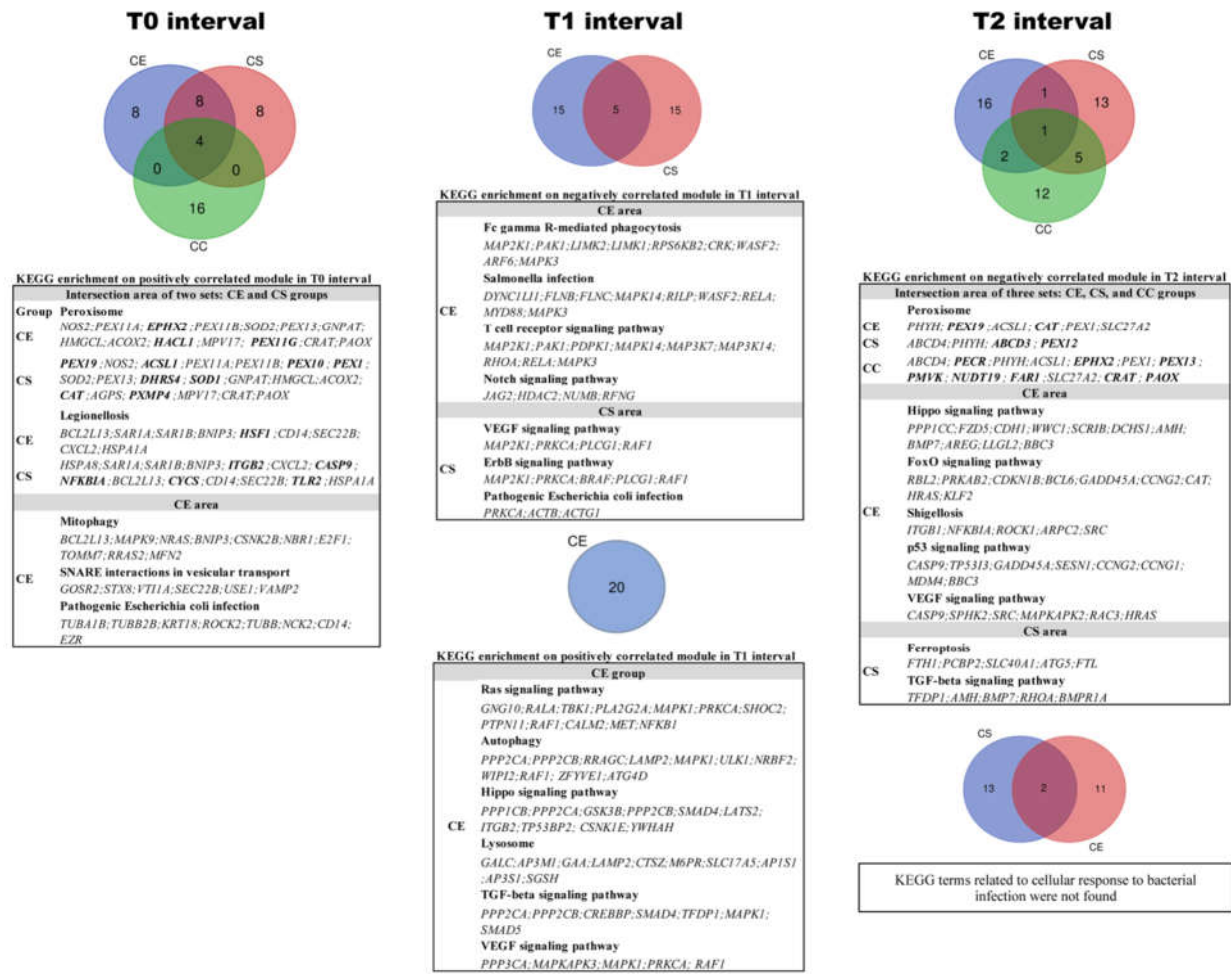 T0 interval
CE
CS
8
8
8
4
0
0
16
CC
KEGG enrichment on positively correlated module in T0 interval
Intersection area of two sets: CE and CS groups
Group Peroxisome
CE
NOS2;PEX11A; EPHX2 ;PEX11B;SOD2;PEX13;GNPAT;
HMGCL;ACOX2; HACL1 ;MPV17; PEX11G ;CRAT;PAOX
CS
PEX19 ;NOS2; ACSL1 ;PEX11A;PEX11B; PEX10 ; PEX1 ;
SOD2;PEX13; DHRS4 ; SOD1 ;GNPAT;HMGCL;ACOX2;
CAT ;AGPS; PXMP4 ;MPV17;CRAT;PAOX
Legionellosis
CE
BCL2L13;SAR1A;SAR1B;BNIP3; HSF1 ;CD14;SEC22B;
CXCL2;HSPA1A
CS
HSPA8;SAR1A;SAR1B;BNIP3; ITGB2 ;CXCL2; CASP9 ;
NFKBIA ;BCL2L13; CYCS ;CD14;SEC22B; TLR2 ;HSPA1A
CE area
Mitophagy
BCL2L13;MAPK9;NRAS;BNIP3;CSNK2B;NBR1;E2F1;
TOMM7;RRAS2;MFN2
CE
SNARE interactions in vesicular transport
GOSR2;STX8;VTI1A;SEC22B;USE1;VAMP2
Pathogenic Escherichia coli infection
TUBA1B;TUBB2B;KRT18;ROCK2;TUBB;NCK2;CD14;
EZR
T1 interval
CE
15
5
15
CS
KEGG enrichment on negatively correlated module in T1 interval
CE area
Fc gamma R-mediated phagocytosis
MAP2K1;PAK1;LIMK2;LIMK1;RPS6KB2;CRK;WASF2;
ARF6;MAPK3
Salmonella infection
DYNC1LI1;FLNB;FLNC;MAPK14;RILP;WASF2;RELA;
CE
MYD88;MAPK3
T cell receptor signaling pathway
MAP2K1;PAK1;PDPK1;MAPK14;MAP3K7;MAP3K14;
RHOA;RELA;MAPK3
Notch signaling pathway
JAG2;HDAC2;NUMB;RFNG
CS area
VEGF signaling pathway
MAP2K1;PRKCA;PLCG1;RAF1
CS
ErbB signaling pathway
MAP2K1;PRKCA;BRAF;PLCG1;RAF1
Pathogenic Escherichia coli infection
PRKCA;ACTB;ACTG1
CE
20
KEGG enrichment on positively correlated module in T1 interval
CE group
Ras signaling pathway
GNG10;RALA;TBK1;PLA2G2A;MAPK1;PRKCA;SHOC2;
PTPN11;RAF1;CALM2;MET;NFKB1
Autophagy
PPP2CA;PPP2CB;RRAGC;LAMP2;MAPK1;ULK1;NRBF2;
WIPI2;RAF1; ZFYVE1;ATG4D
Hippo signaling pathway
PPP1CB;PPP2CA;GSK3B;PPP2CB;SMAD4;LATS2;
CE
ITGB2;TP53BP2; CSNK1E;YWHAH
Lysosome
GALC;AP3M1;GAA;LAMP2;CTSZ;M6PR;SLC17A5;AP1S1
;AP3S1;SGSH
TGF-beta signaling pathway
PPP2CA;PPP2CB;CREBBP;SMAD4;TFDP1;MAPK1;
SMAD5
VEGF signaling pathway
PPP3CA;MAPKAPK3;MAPK1;PRKCA; RAF1
T2 interval
CE
CS
16
1
13
1
2
5
12
CC
KEGG enrichment on negatively correlated module in T2 interval
Intersection area of three sets: CE, CS, and CC groups
Peroxisome
CE
PHYH; PEX19 ;ACSL1; CAT ;PEX1;SLC27A2
CS
ABCD4;PHYH; ABCD3 ; PEX12
CC
ABCD4; PECR ;PHYH;ACSL1; EPHX2 ;PEX1; PEX13 ;
PMVK ; NUDT19 ; FAR1 ;SLC27A2; CRAT ; PAOX
CE area
Hippo signaling pathway
PPP1CC;FZD5;CDH1;WWC1;SCRIB;DCHS1;AMH;
BMP7;AREG;LLGL2;BBC3
FoxO signaling pathway
RBL2;PRKAB2;CDKN1B;BCL6;GADD45A;CCNG2;CAT;
HRAS;KLF2
CE
Shigellosis
ITGB1;NFKBIA;ROCK1;ARPC2;SRC
p53 signaling pathway
CASP9;TP53I3;GADD45A;SESN1;CCNG2;CCNG1;
MDM4;BBC3
VEGF signaling pathway
CASP9;SPHK2;SRC;MAPKAPK2;RAC3;HRAS
CS area
Ferroptosis
FTH1;PCBP2;SLC40A1;ATG5;FTL
CS
TGF-beta signaling pathway
TFDP1;AMH;BMP7;RHOA;BMPR1A
CS
13
2
11
CE
KEGG terms related to cellular response to bacterial
infection were not found